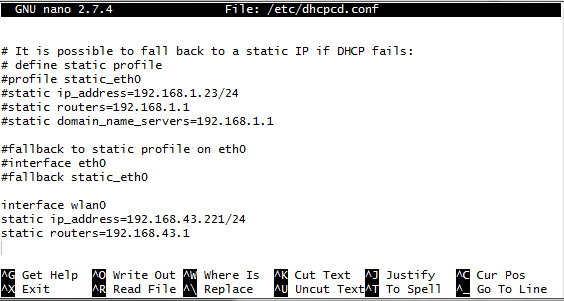 GNU nano 2.7.4 File: /etc/dhcpcd.conf
# It is possible to fall back to a static IP if DHCP fails:
# define static profile
#profile static_eth0
#static ip_address=192.168.1.23/24
#static routers=192.168.1.1
#static domain_name_servers=192.168.1.1
#fallback to static profile on eth0
#interface eth0
#fallback static_eth0
interface wlan0
static ip_address=192.168.43.221/24
static routers=192.168.43.1
^G Get Help ^O Write Out ^W Where Is ^K Cut Text ^J Justify ^C Cur Pos
^X Exit ^R Read File ^\ Replace ^U Uncut Text ^T To Spell ^_ Go To Line